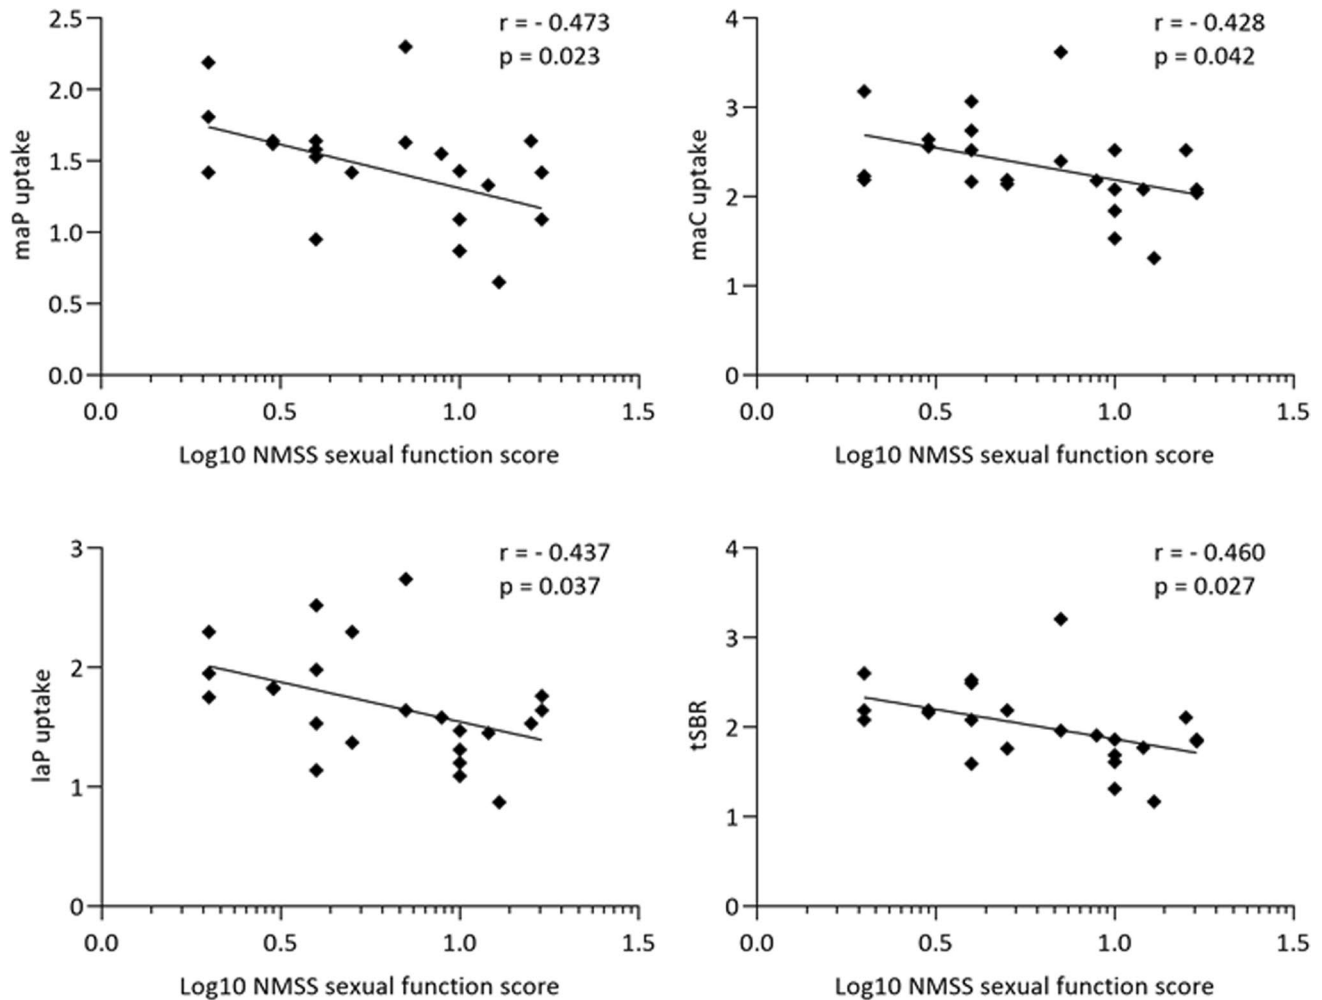 r = - 0.473
p = 0.023
maP uptake
2.5
2.0
1.5
1.0
0.5
0.0
0.0 0.5 1.0 1.5
Log10 NMSS sexual function score
r = - 0.428
p = 0.042
maC uptake
4
3
2
1
0
0.0 0.5 1.0 1.5
Log10 NMSS sexual function score
r = - 0.437
p = 0.037
laP uptake
3
2
1
0
0.0 0.5 1.0 1.5
Log10 NMSS sexual function score
r = - 0.460
p = 0.027
tSBR
4
3
2
1
0
0.0 0.5 1.0 1.5
Log10 NMSS sexual function score